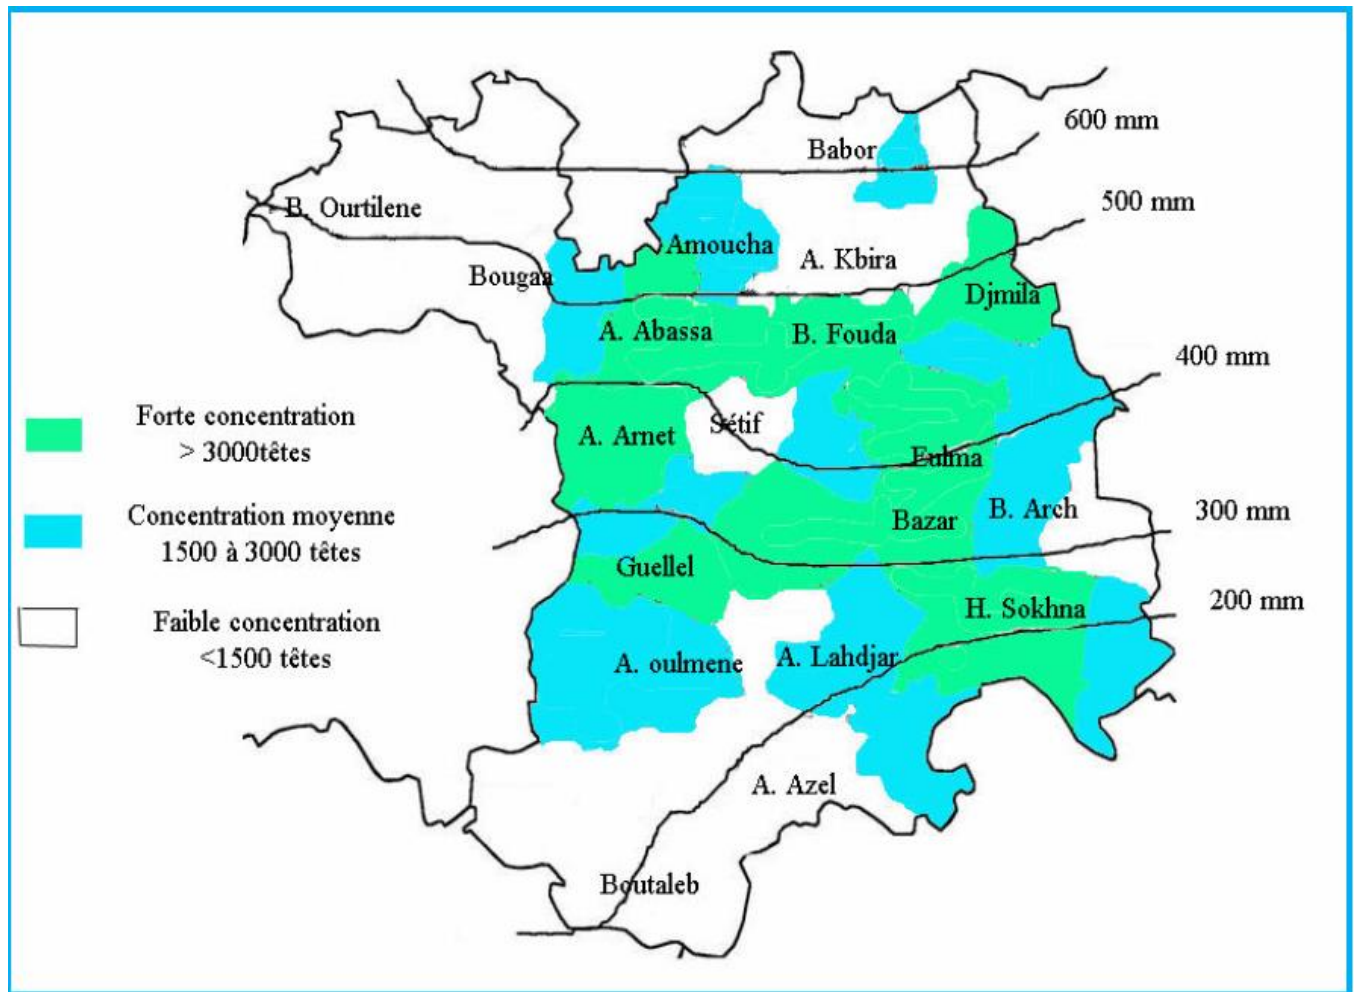 600 mm
Babor
500 mm
B. Ourtilene
Amoucha
A. Kbira
Bougaa
Djmila
A. Abassa
B. Fouda
400 mm
Forte concentration
> 3000têtes
Sétif
A. Arnet
Eulma
Concentration moyenne
1500 à 3000 têtes
Bazar
B. Arch
300 mm
Guellel
H. Sokhna
200 mm
Faible concentration
<1500 têtes
A. oulmene
A. Lahdjar
A. Azel
Boutaleb